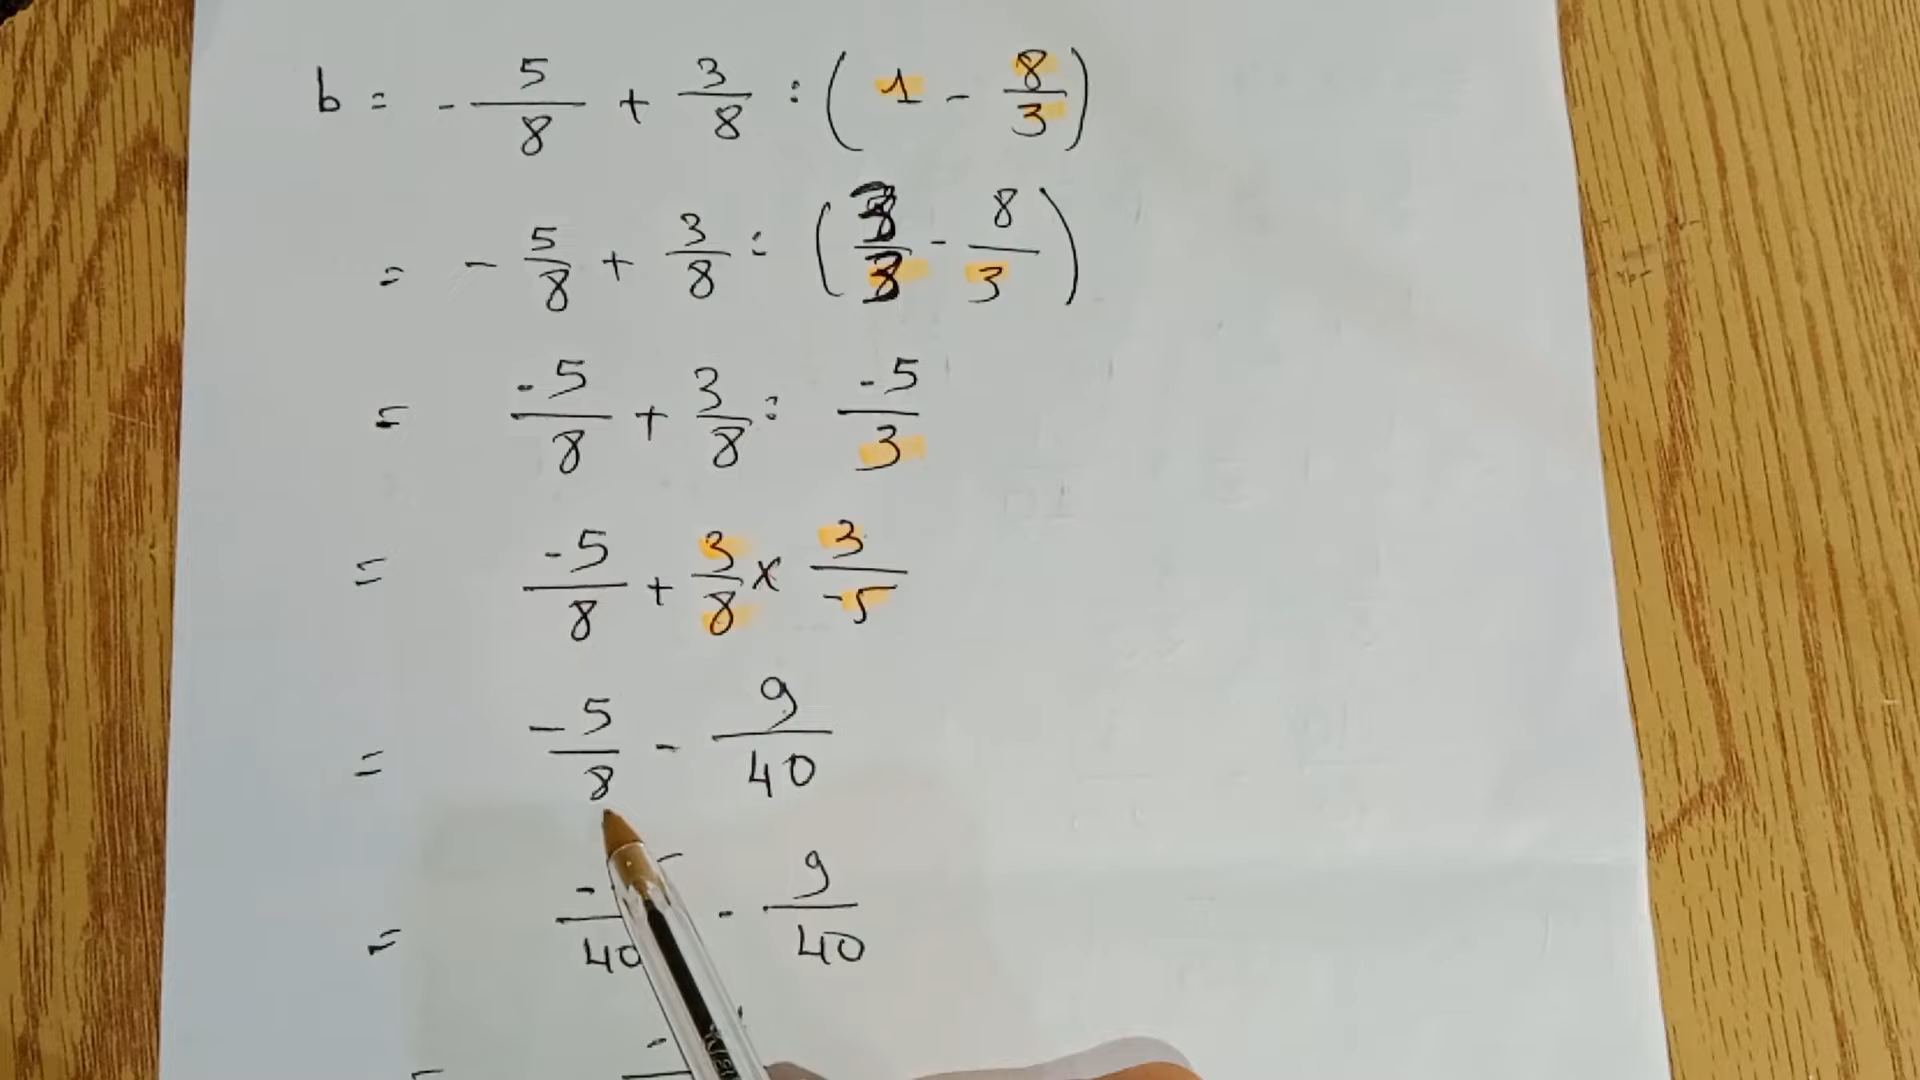 b = - 5/8 + 3/8 : ( 1 - 8/3 )
= - 5/8 + 3/8 : ( 3/3 - 8/3 )
= -5/8 + 3/8 : -5/3
= -5/8 + 3/8 × 3/-5
= -5/8 - 9/40
= - /40 - 9/40
= -